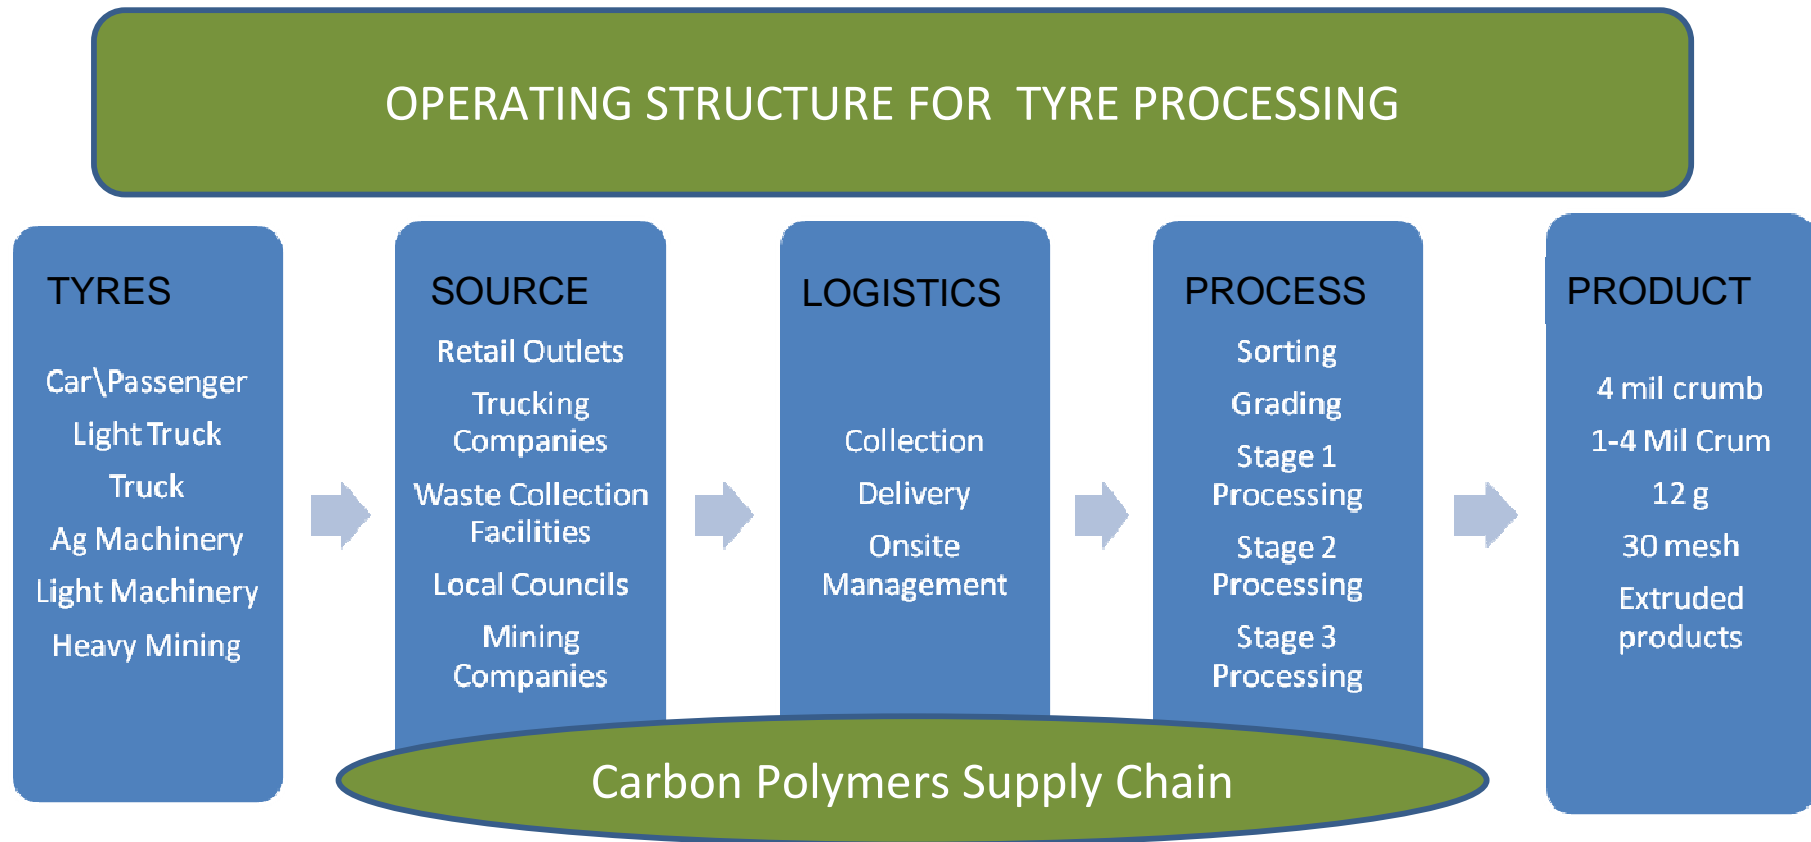 OPERATING STRUCTURE FOR TYRE PROCESSING
TYRES
Car\Passenger
Light Truck
Truck
Ag Machinery
Light Machinery
Heavy Mining
SOURCE
Retail Outlets
Trucking
Companies
Waste Collection
Facilities
Local Councils
Mining
Companies
LOGISTICS
Collection
Delivery
Onsite
Management
PROCESS
Sorting
Grading
Stage 1
Processing
Stage 2
Processing
Stage 3
Processing
PRODUCT
4 mil crumb
1-4 Mil Crum
12 g
30 mesh
Extruded
products
Carbon Polymers Supply Chain